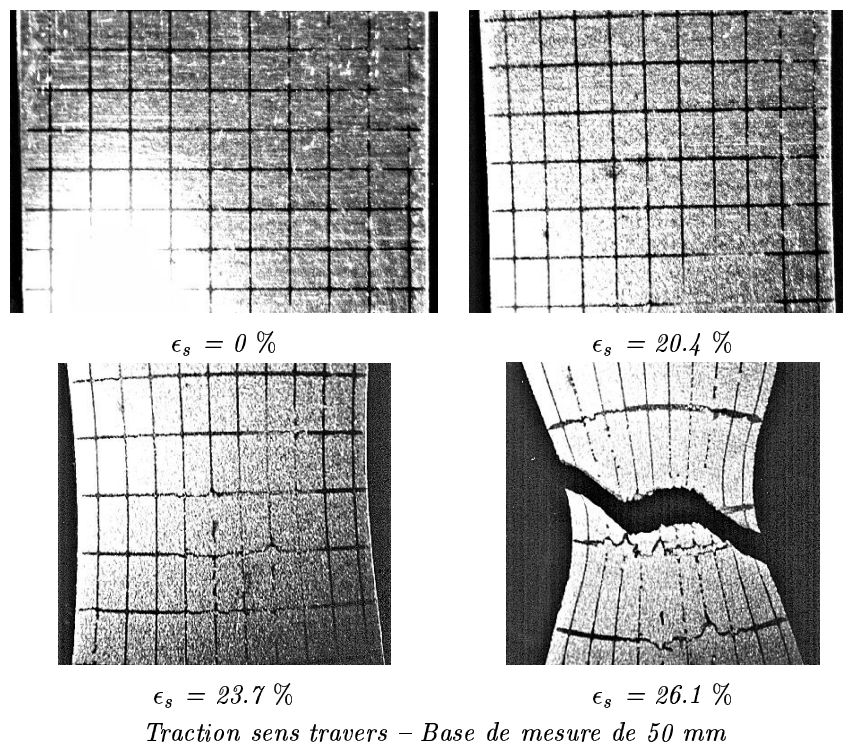 ϵₛ = 0 %
ϵₛ = 20.4 %
ϵₛ = 23.7 %
ϵₛ = 26.1 %
Traction sens travers – Base de mesure de 50 mm